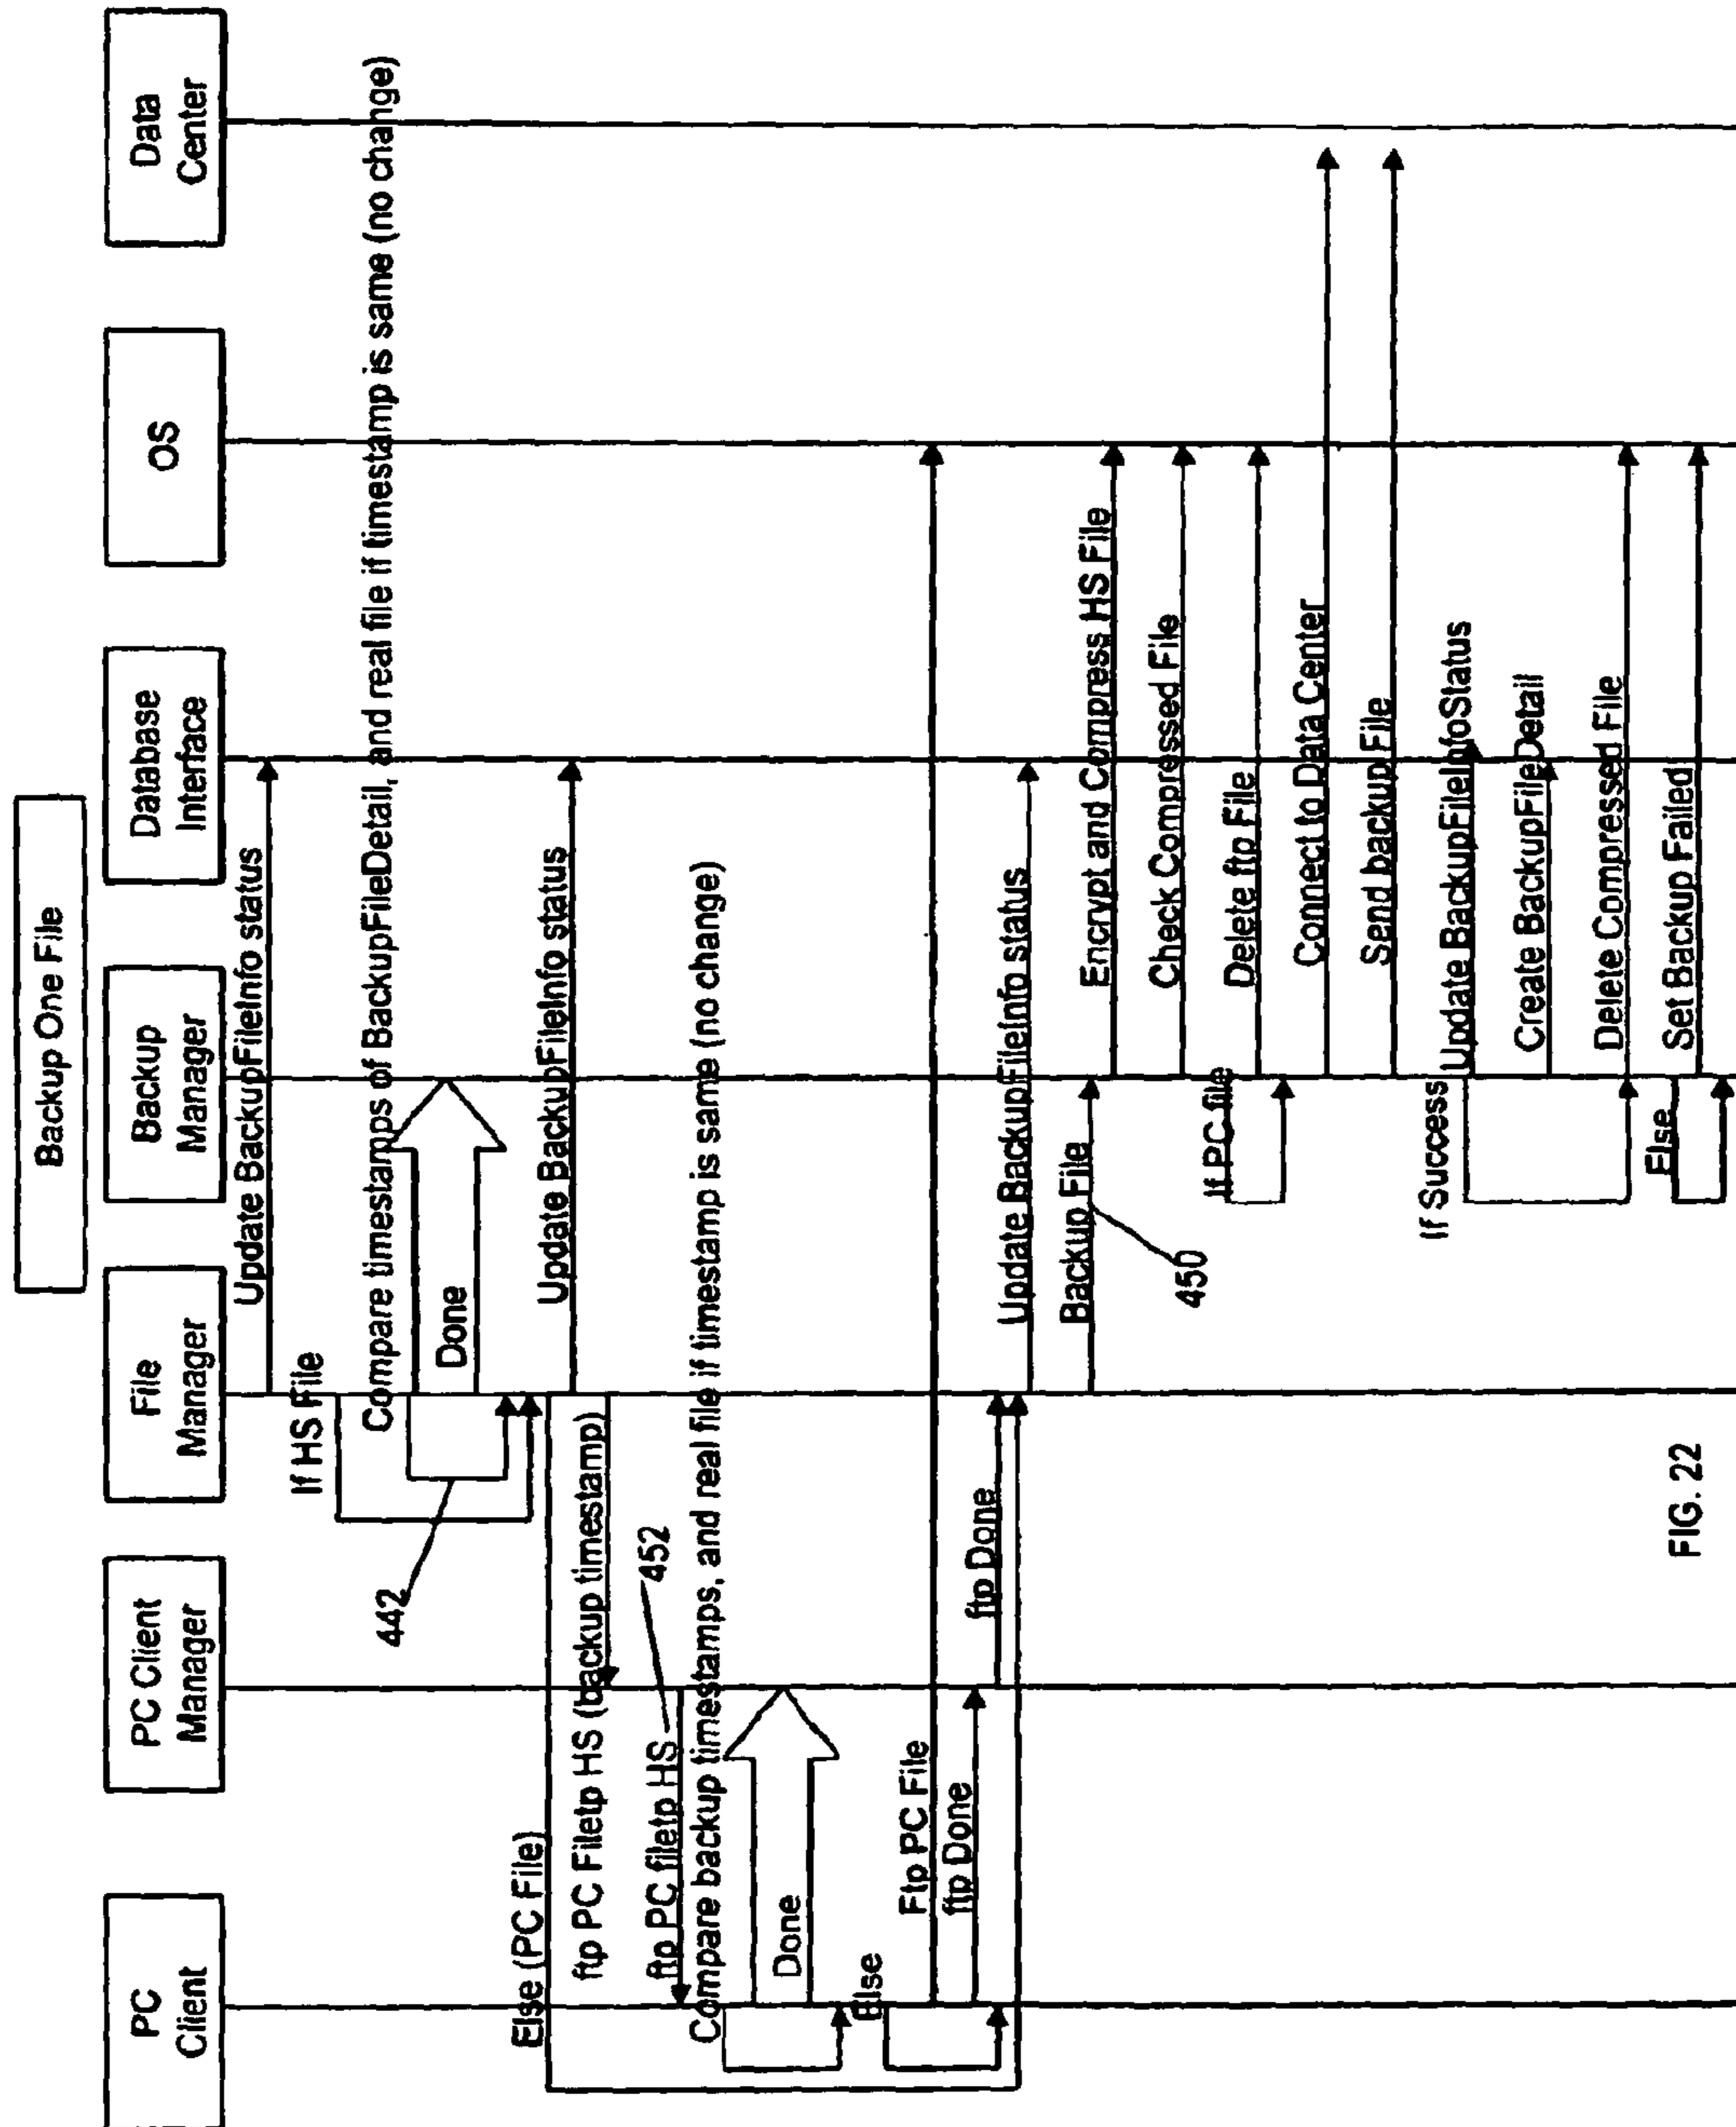 Backup One File
PC
Client
PC Client
Manager
File
Manager
Backup
Manager
Database
Interface
OS
Data
Center
Update BackupFileInfo status
If HS File
Compare timestamps of BackupFileDetail, and real file if timestamp is same (no change)
442
Done
Else (PC File)
Update BackupFileInfo status
ftp PC Filetp HS (backup timestamp)
ftp PC filetp HS
452
Compare backup timestamps, and real file if timestamp is same (no change)
Done
Else
Ftp PC File
ftp Done
ftp Done
Update BackupFileInfo status
Backup File
450
Encrypt and Compress HS File
Check Compressed File
If PC file
Delete ftp File
Connect to Data Center
Send backup File
If Success
Update BackupFileInfoStatus
Create BackupFileDetail
Delete Compressed File
Else
Set Backup Failed
FIG. 22